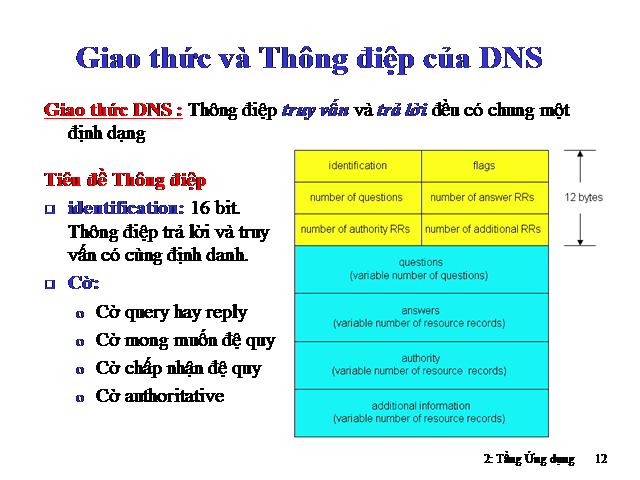 Giao thức và Thông điệp của DNS
Giao thức DNS : Thông điệp truy vấn và trả lời đều có chung một
định dạng
Tiêu đề Thông điệp
identification: 16 bit.
Thông điệp trả lời và truy
vấn có cùng định danh.
Cờ:
o Cờ query hay reply
o Cờ mong muốn đệ quy
o Cờ chấp nhận đệ quy
o Cờ authoritative
identification flags
number of questions number of answer RRs
number of authority RRs number of additional RRs
12 bytes
questions
(variable number of questions)
answers
(variable number of resource records)
authority
(variable number of resource records)
additional information
(variable number of resource records)
2: Tầng Ứng dụng 12